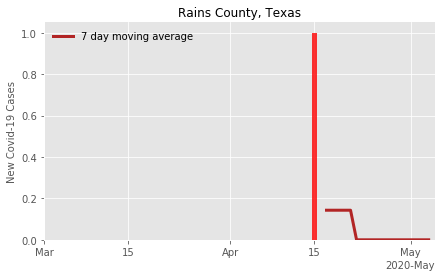 Rains County, Texas
7 day moving average
New Covid-19 Cases
1.0
0.8
0.6
0.4
0.2
0.0
Mar
15
Apr
15
May
2020-May